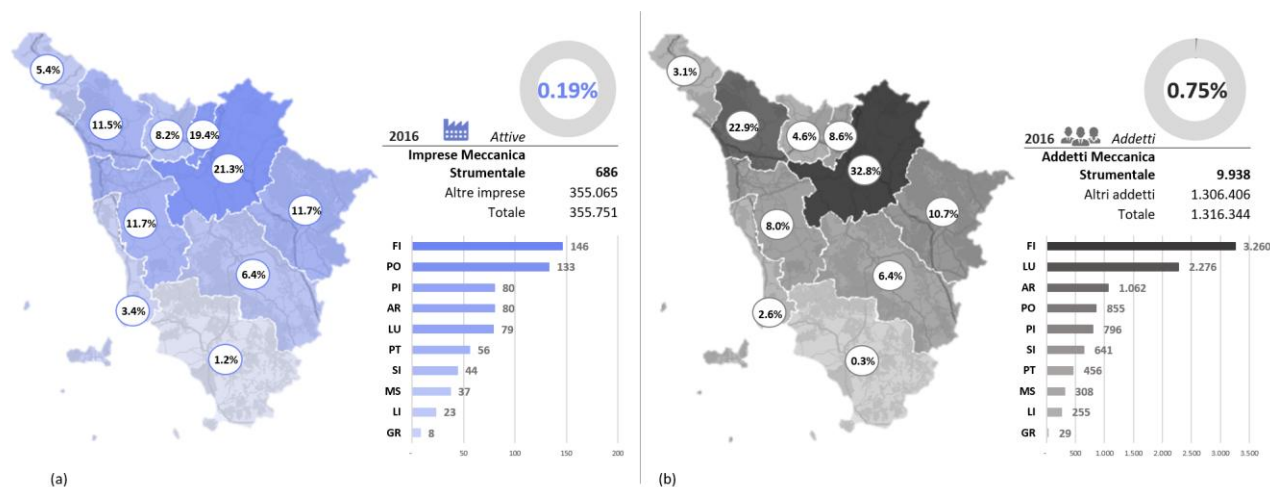 5.4%
11.5%
8.2%
19.4%
21.3%
11.7%
11.7%
6.4%
3.4%
1.2%
0.19%
2016 Attive
Imprese Meccanica
Strumentale 686
Altre imprese 355.065
Totale 355.751
FI 146
PO 133
PI 80
AR 80
LU 79
PT 56
SI 44
MS 37
LI 23
GR 8
- 50 100 150 200
(a)
3.1%
22.9%
4.6%
8.6%
32.8%
10.7%
8.0%
6.4%
2.6%
0.3%
0.75%
2016 Addetti
Addetti Meccanica
Strumentale 9.938
Altri addetti 1.306.406
Totale 1.316.344
FI 3.260
LU 2.276
AR 1.062
PO 855
PI 796
SI 641
PT 456
MS 308
LI 255
GR 29
- 500 1.000 1.500 2.000 2.500 3.000 3.500
(b)